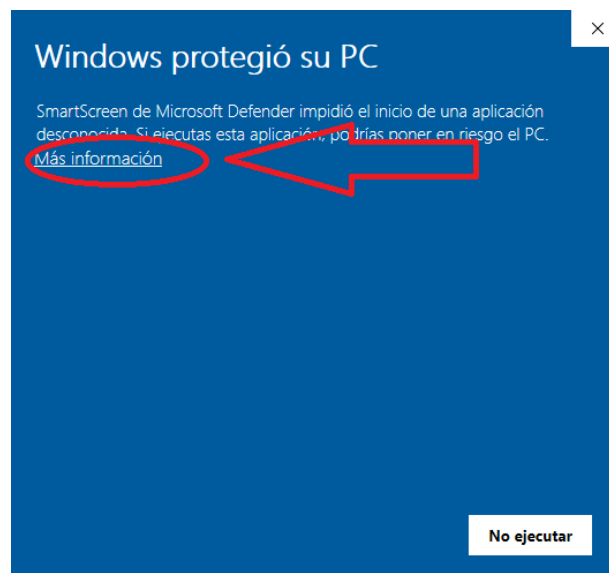 Windows protegió su PC
SmartScreen de Microsoft Defender impidió el inicio de una aplicación
desconocida. Si ejecutas esta aplicación, podrías poner en riesgo el PC.
Más información
No ejecutar